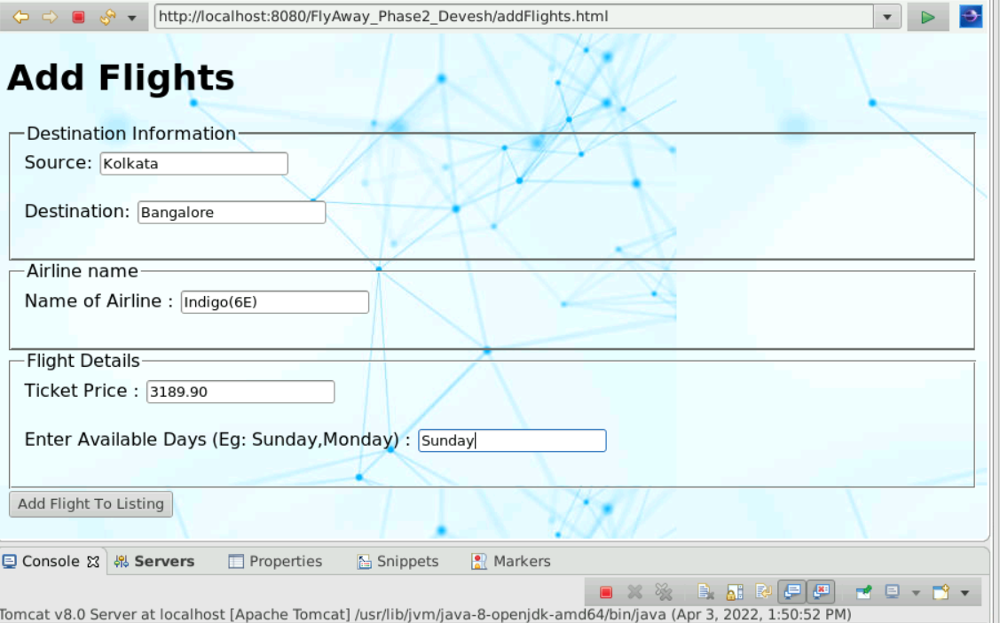 http://localhost:8080/FlyAway_Phase2_Devesh/addFlights.html
Add Flights
Destination Information
Source: Kolkata
Destination: Bangalore
Airline name
Name of Airline : Indigo(6E)
Flight Details
Ticket Price : 3189.90
Enter Available Days (Eg: Sunday,Monday) : Sunday
Add Flight To Listing
Console Servers Properties Snippets Markers
Tomcat v8.0 Server at localhost [Apache Tomcat] /usr/lib/jvm/java-8-openjdk-amd64/bin/java (Apr 3, 2022, 1:50:52 PM)